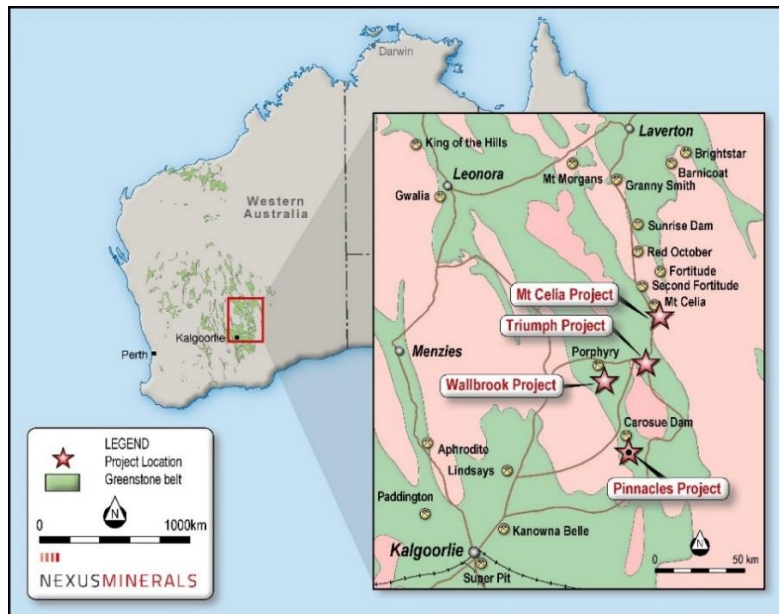 Darwin
Western
Australia
Kalgoorlie
Perth
King of the Hills
Laverton
Leonora
Mt Morgans
Brightstar
Barnicoat
Granny Smith
Gwalia
Sunrise Dam
Red October
Fortitude
Second Fortitude
Mt Celia
Mt Celia Project
Triumph Project
Menzies
Porphyry
Wallbrook Project
Carosue Dam
Aphrodito
Lindsays
Pinnacles Project
Paddington
Kanowna Belle
Kalgoorlie
Super Pit
N
0 50 km
LEGEND
Project Location
Greenstone belt
N
0 1000km
NEXUSMINERALS